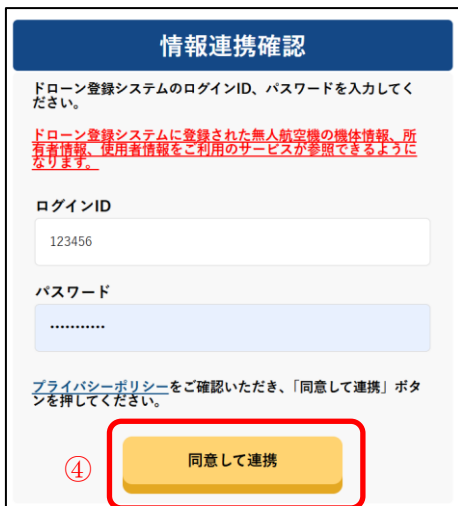 情報連携確認
ドローン登録システムのログインID、パスワードを入力してく
ださい。
ドローン登録システムに登録された無人航空機の機体情報、所
有者情報、使用者情報をご利用のサービスが参照できるように
なります。
ログインID
123456
パスワード
•••••••••••
プライバシーポリシーをご確認いただき、「同意して連携」ボタ
ンを押してください。
④
同意して連携